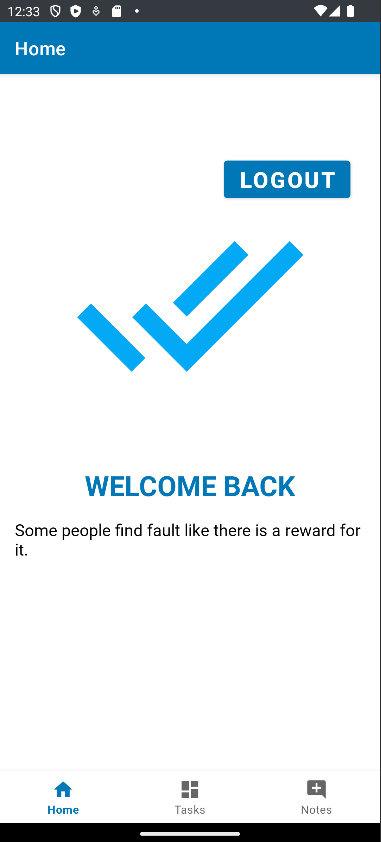 12:33
Home
LOGOUT
WELCOME BACK
Some people find fault like there is a reward for
it.
Home
Tasks
Notes